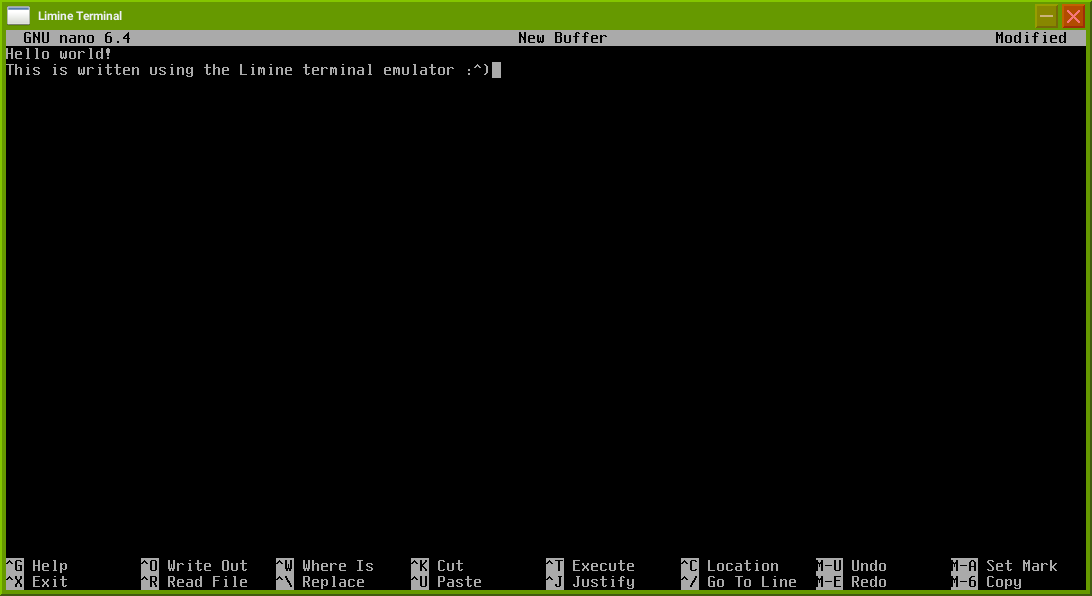 Limine Terminal
GNU nano 6.4 New Buffer Modified
Hello world!
This is written using the Limine terminal emulator :^)
^G Help ^O Write Out ^W Where Is ^K Cut ^T Execute ^C Location M-U Undo M-A Set Mark
^X Exit ^R Read File ^\ Replace ^U Paste ^J Justify ^/ Go To Line M-E Redo M-6 Copy